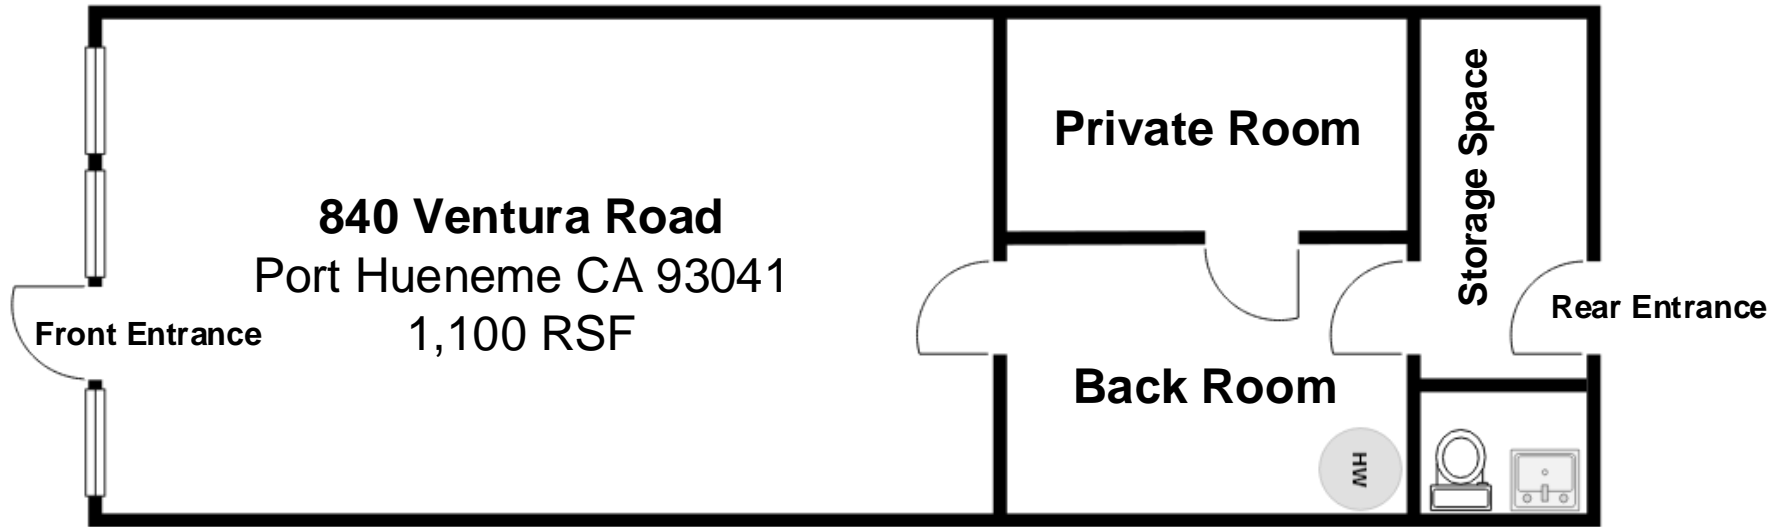 840 Ventura Road
Port Hueneme CA 93041
1,100 RSF
Front Entrance
Private Room
Back Room
HW
Storage Space
Rear Entrance